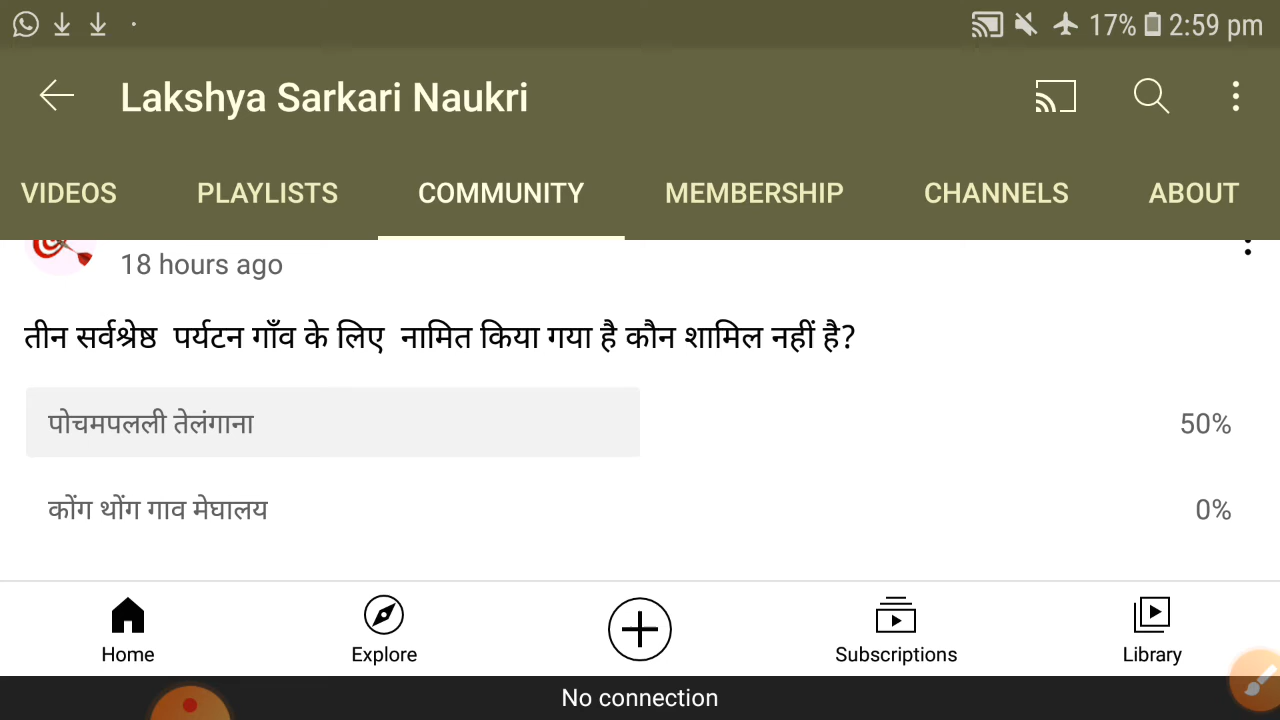 17% 2:59 pm
Lakshya Sarkari Naukri
VIDEOS PLAYLISTS COMMUNITY MEMBERSHIP CHANNELS ABOUT
18 hours ago
तीन सर्वश्रेष्ठ पर्यटन गाँव के लिए नामित किया गया है कौन शामिल नहीं है?
पोचमपलली तेलंगाना 50%
कोंग थोंग गाव मेघालय 0%
Home Explore Subscriptions Library
No connection